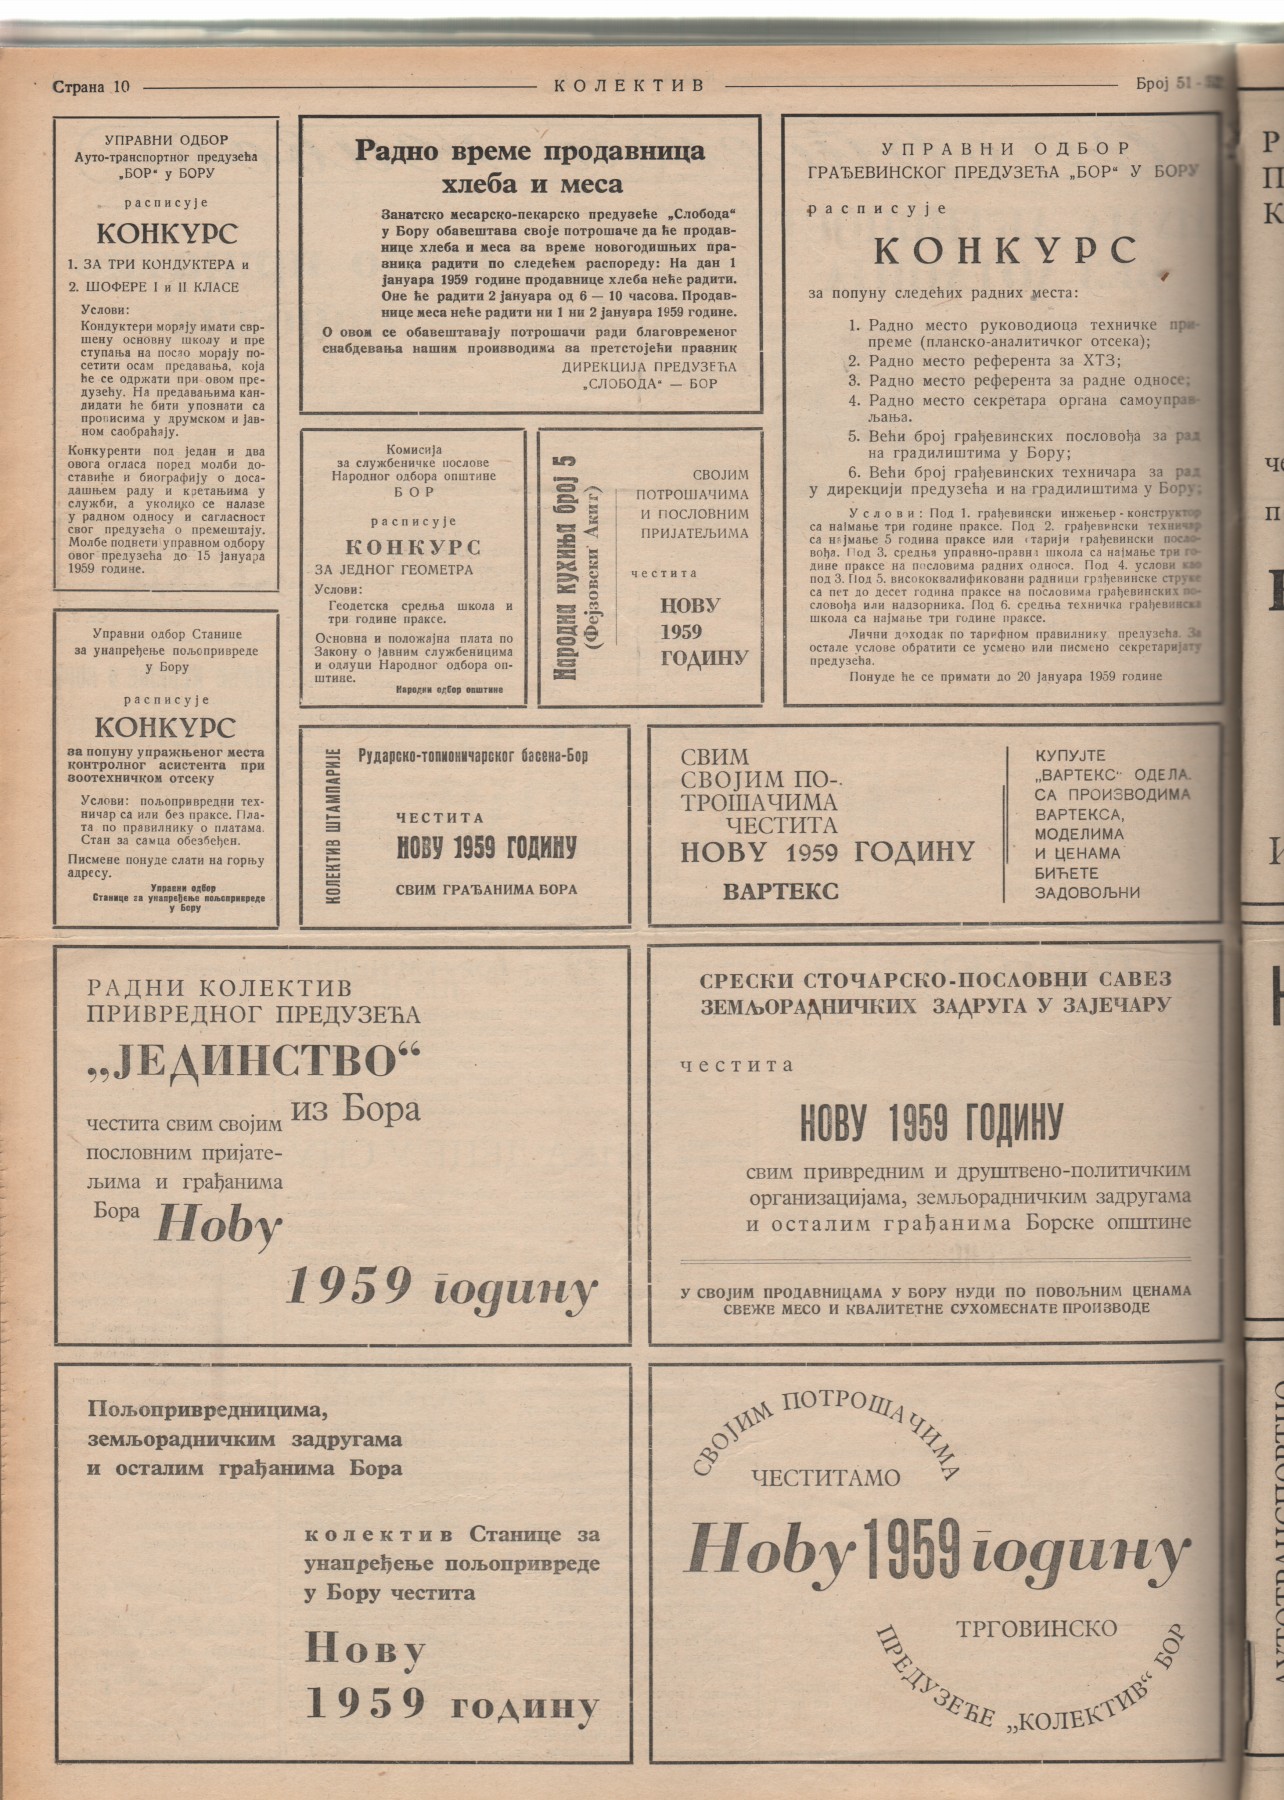 Страна 10
КОЛЕКТИВ
Број 51 -
УПРАВНИ ОДБОР
Ауто-транспортног предузећа
„БОР“ у БОРУ
расписује
КОНКУРС
1. ЗА ТРИ КОНДУКТЕРА и
2. ШОФЕРЕ I и II КЛАСЕ
Услови:
Кондуктери морају имати свр-
шену основну школу и пре
ступања на посао морају по-
сетити осам предавања, која
ће се одржати при овом пре-
дузећу. На предавањима кан-
дидати ће бити упознати са
прописима у друмском и јав-
ном саобраћају.
Конкуренти под један и два
овога огласа поред молби до-
ставиће и биографију о доса-
дашњем раду и кретањима у
служби, а уколико се налазе
у радном односу и сагласност
свог предузећа о премештају.
Молбе поднети управном одбору
овог предузећа до 15 јануара
1959 године.
Управни одбор Станице
за унапређење пољопривреде
у Бору
расписује
КОНКУРС
за попуну упражњеног места
контролног асистента при
зоотехничком отсеку
Услови: пољопривредни тех-
ничар са или без праксе. Пла-
та по правилнику о платама.
Стан за самца обезбеђен.
Писмене понуде слати на горњу
адресу.
Управни одбор
Станице за унапређење пољопривреде
у Бору
Радно време продавница
хлеба и меса
Занатско месарско-пекарско предузеће „Слобода“
у Бору обавештава своје потрошаче да ће продав-
нице хлеба и меса за време новогодишњих пра-
зника радити по следећем распореду: На дан 1
јануара 1959 године продавнице хлеба неће радити.
Оне ће радити 2 јануара од 6 — 10 часова. Продав-
нице меса неће радити ни 1 ни 2 јануара 1959 године.
О овом се обавештавају потрошачи ради благовременог
снабдевања нашим производима за претстојећи празник
ДИРЕКЦИЈА ПРЕДУЗЕЋА
„СЛОБОДА“ — БОР
Комисија
за службеничке послове
Народног одбора општине
БОР
расписује
КОНКУРС
ЗА ЈЕДНОГ ГЕОМЕТРА
Услови:
Геодетска средња школа и
три године праксе.
Основна и положајна плата по
Закону о јавним службеницима
и одлуци Народног одбора оп-
штине.
Народни одбор општине
Народна кухиња број 5
(Фејзовски Акит)
СВОЈИМ
ПОТРОШАЧИМА
И ПОСЛОВНИМ
ПРИЈАТЕЉИМА
честита
НОВУ
1959
ГОДИНУ
УПРАВНИ ОДБОР
ГРАЂЕВИНСКОГ ПРЕДУЗЕЋА „БОР“ У БОРУ
расписује
КОНКУРС
за попуну следећих радних места:
1. Радно место руководиоца техничке при-
преме (планско-аналитичког отсека);
2. Радно место референта за ХТЗ;
3. Радно место референта за радне односе;
4. Радно место секретара органа самоуправ-
љања.
5. Већи број грађевинских пословођа за рад
на градилиштима у Бору;
6. Већи број грађевинских техничара за рад
у дирекцији предузећа и на градилиштима у Бору;
Услови: Под 1. грађевински инжењер-конструктор
са најмање три године праксе. Под 2. грађевински техничар
са најмање 5 година праксе или старији грађевински посло-
вођа. Под 3. средња управно-правна школа са најмање три го-
дине праксе на пословима радних односа. Под 4. услови као
под 3. Под 5. висококвалификовани радници грађевинске струке
са пет до десет година праксе на пословима грађевинских по-
словођа или надзорника. Под 6. средња техничка грађевинска
школа са најмање три године праксе.
Лични доходак по тарифном правилнику предузећа. За
остале услове обратити се усмено или писмено секретаријату
предузећа.
Понуде ће се примати до 20 јануара 1959 године
КОЛЕКТИВ ШТАМПАРИЈЕ
Рударско-топионичарског басена-Бор
ЧЕСТИТА
НОВУ 1959 ГОДИНУ
СВИМ ГРАЂАНИМА БОРА
СВИМ
СВОЈИМ ПО-
ТРОШАЧИМА
ЧЕСТИТА
НОВУ 1959 ГОДИНУ
ВАРТЕКС
КУПУЈТЕ
„ВАРТЕКС“ ОДЕЛА.
СА ПРОИЗВОДИМА
ВАРТЕКСА,
МОДЕЛИМА
И ЦЕНАМА
БИЋЕТЕ
ЗАДОВОЉНИ
РАДНИ КОЛЕКТИВ
ПРИВРЕДНОГ ПРЕДУЗЕЋА
„ЈЕДИНСТВО“
из Бора
честита свим својим
пословним пријате-
љима и грађанима
Бора Нову
1959 годину
СРЕСКИ СТОЧАРСКО-ПОСЛОВНИ САВЕЗ
ЗЕМЉОРАДНИЧКИХ ЗАДРУГА У ЗАЈЕЧАРУ
честита
НОВУ 1959 ГОДИНУ
свим привредним и друштвено-политичким
организацијама, земљорадничким задругама
и осталим грађанима Борске општине
У СВОЈИМ ПРОДАВНИЦАМА У БОРУ НУДИ ПО ПОВОЉНИМ ЦЕНАМА
СВЕЖЕ МЕСО И КВАЛИТЕТНЕ СУХОМЕСНАТЕ ПРОИЗВОДЕ
Пољопривредницима,
земљорадничким задругама
и осталим грађанима Бора
колектив Станице за
унапређење пољопривреде
у Бору честита
Нову
1959 годину
СВОЈИМ ПОТРОШАЧИМА
ЧЕСТИТАМО
Нову 1959 годину
ТРГОВИНСКО
ПРЕДУЗЕЋЕ „КОЛЕКТИВ“ БОР